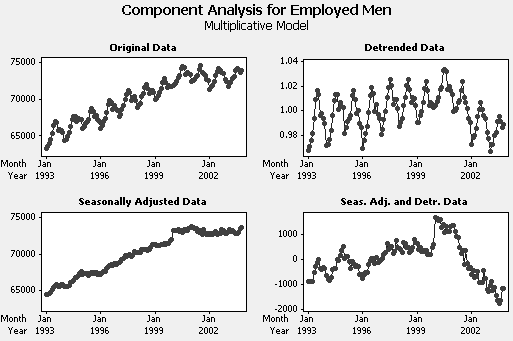 Component Analysis for Employed Men
Multiplicative Model
Original Data
75000
70000
65000
Month Jan Jan Jan Jan
Year 1993 1996 1999 2002
Detrended Data
1.04
1.02
1.00
0.98
Month Jan Jan Jan Jan
Year 1993 1996 1999 2002
Seasonally Adjusted Data
75000
70000
65000
Month Jan Jan Jan Jan
Year 1993 1996 1999 2002
Seas. Adj. and Detr. Data
1000
0
-1000
-2000
Month Jan Jan Jan Jan
Year 1993 1996 1999 2002